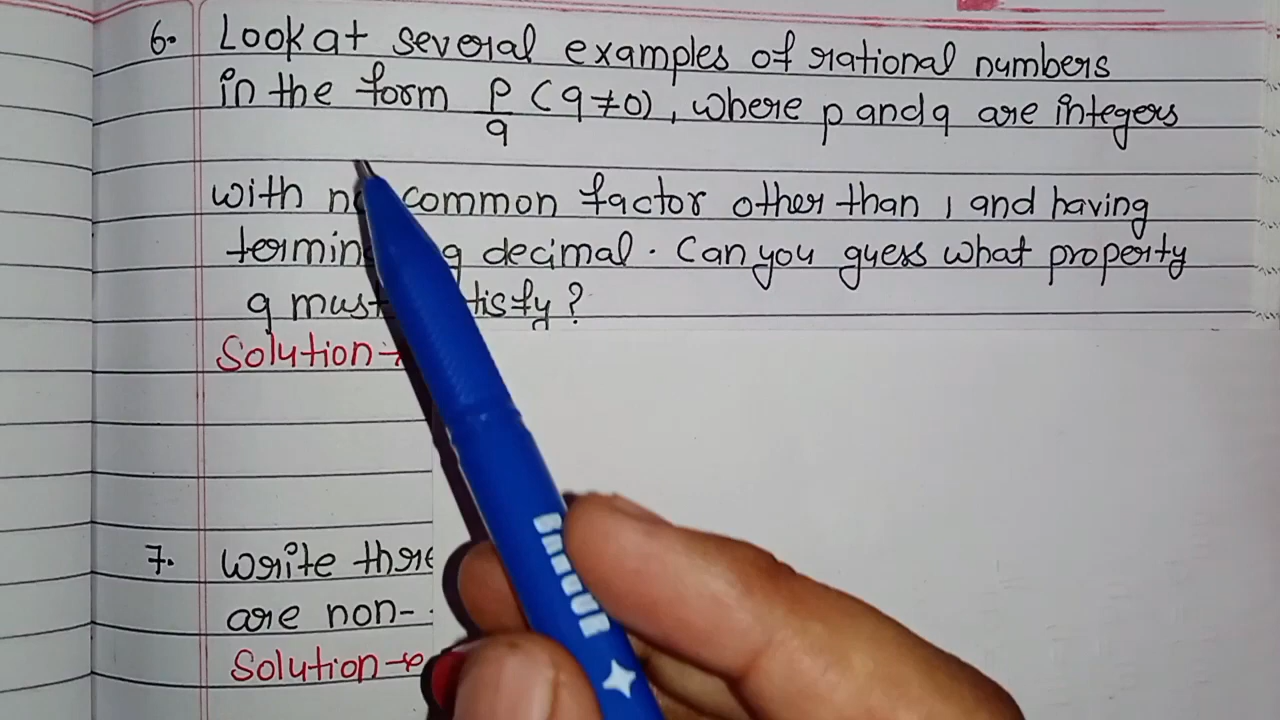 6. Look at several examples of rational numbers
in the form p/q (q≠0), where p and q are integers
with common factor other than 1 and having
decimal. Can you guess what property
q must ?
Solution→
7. Write
are non-
Solution→